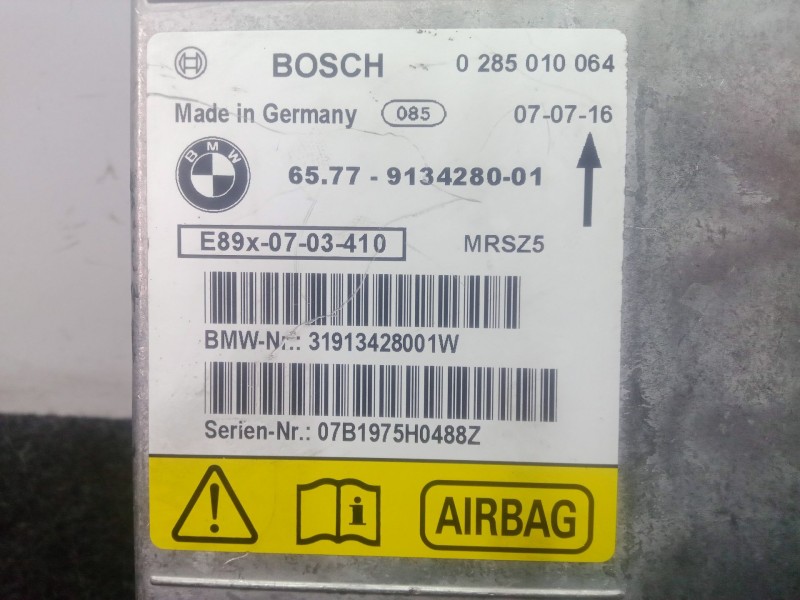 BOSCH 0 285 010 064
Made in Germany 085 07-07-16
BMW
65.77 - 9134280-01
E89x-07-03-410 MRSZ5
BMW-Nr.: 31913428001W
Serien-Nr.: 07B1975H0488Z
AIRBAG